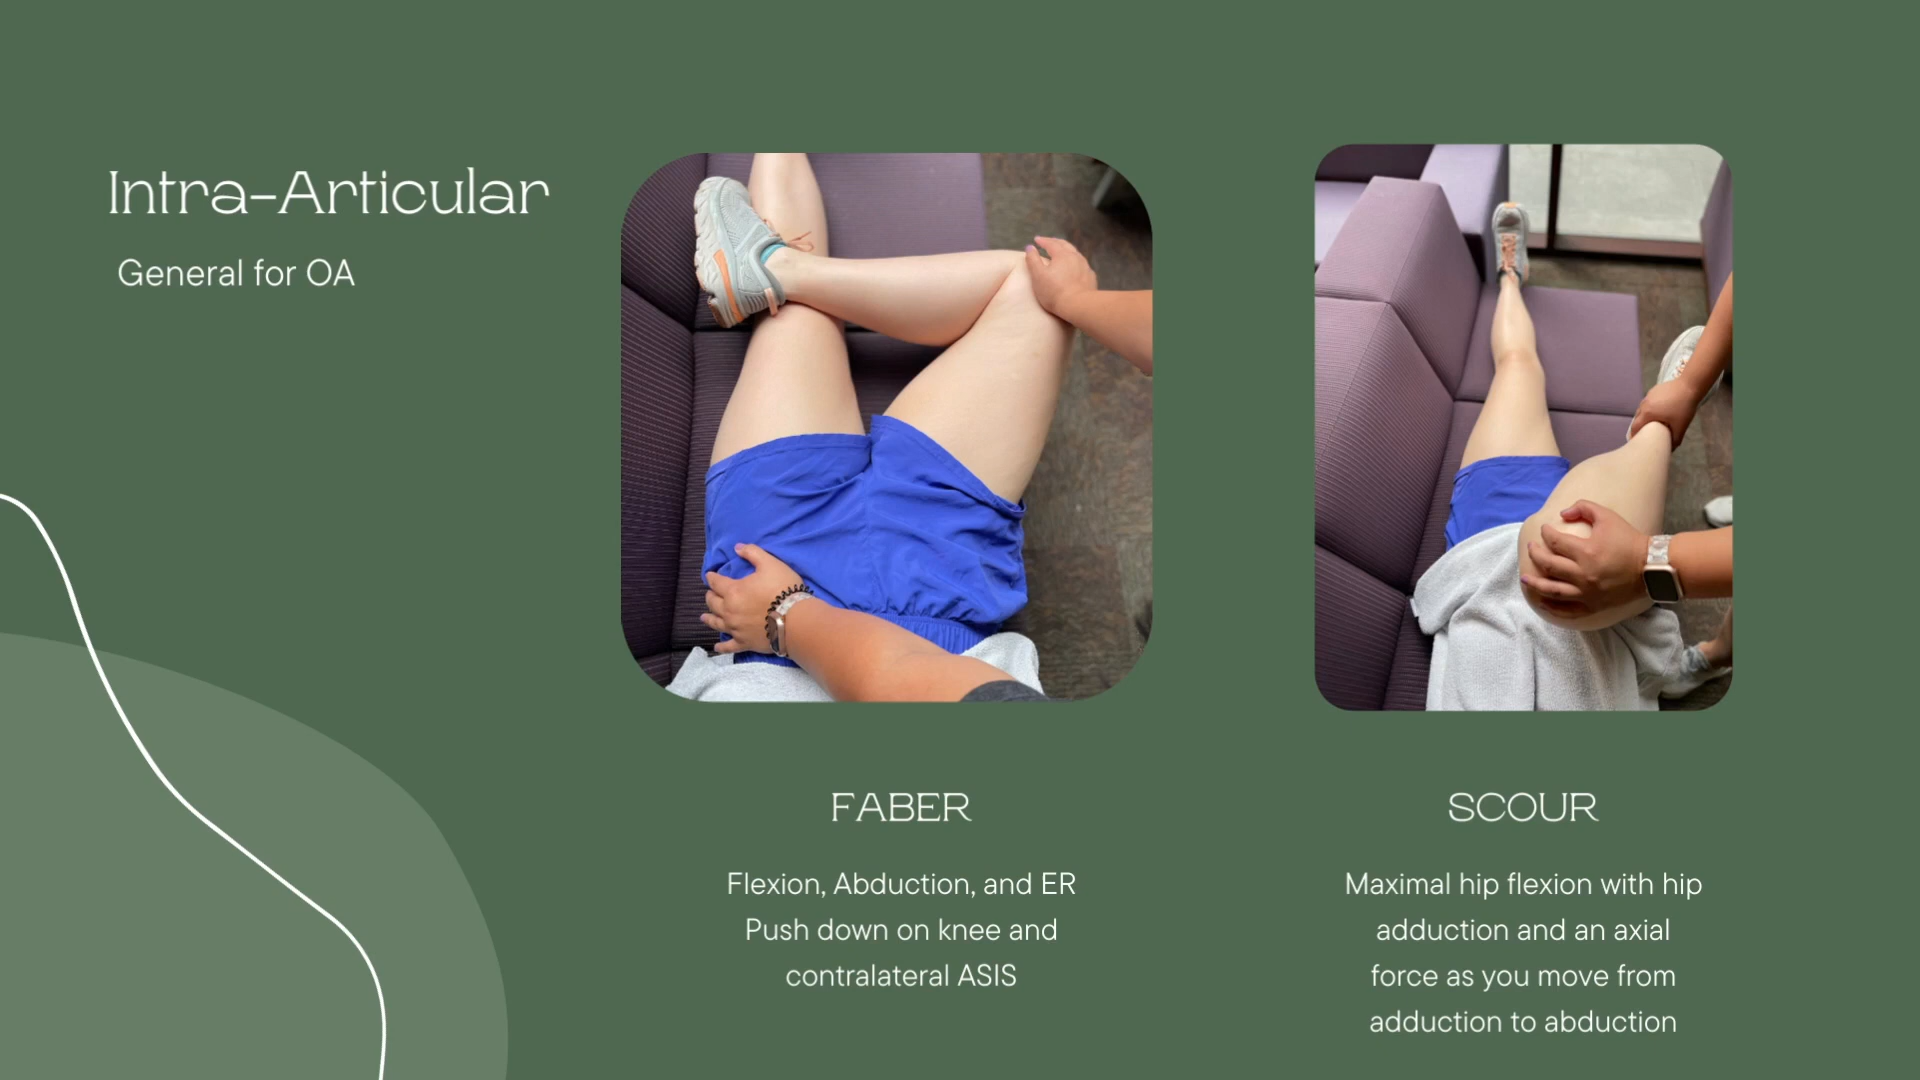 Intra-Articular
General for OA
FABER
Flexion, Abduction, and ER
Push down on knee and
contralateral ASIS
SCOUR
Maximal hip flexion with hip
adduction and an axial
force as you move from
adduction to abduction